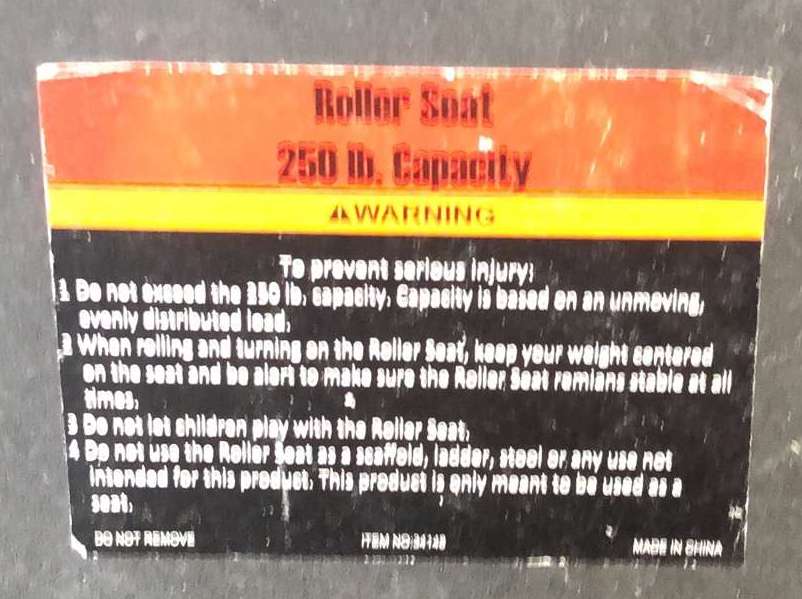 Roller Seat
250 lb. Capacity
WARNING
To prevent serious injury:
1 Do not exceed the 250 lb. capacity. Capacity is based on an unmoving,
evenly distributed load.
2 When rolling and turning on the Roller Seat, keep your weight centered
on the seat and be alert to make sure the Roller Seat remians stable at all
times.
3 Do not let children play with the Roller Seat.
4 Do not use the Roller Seat as a scaffold, ladder, stool or any use not
intended for this product. This product is only meant to be used as a
seat.
DO NOT REMOVE ITEM NO. MADE IN CHINA